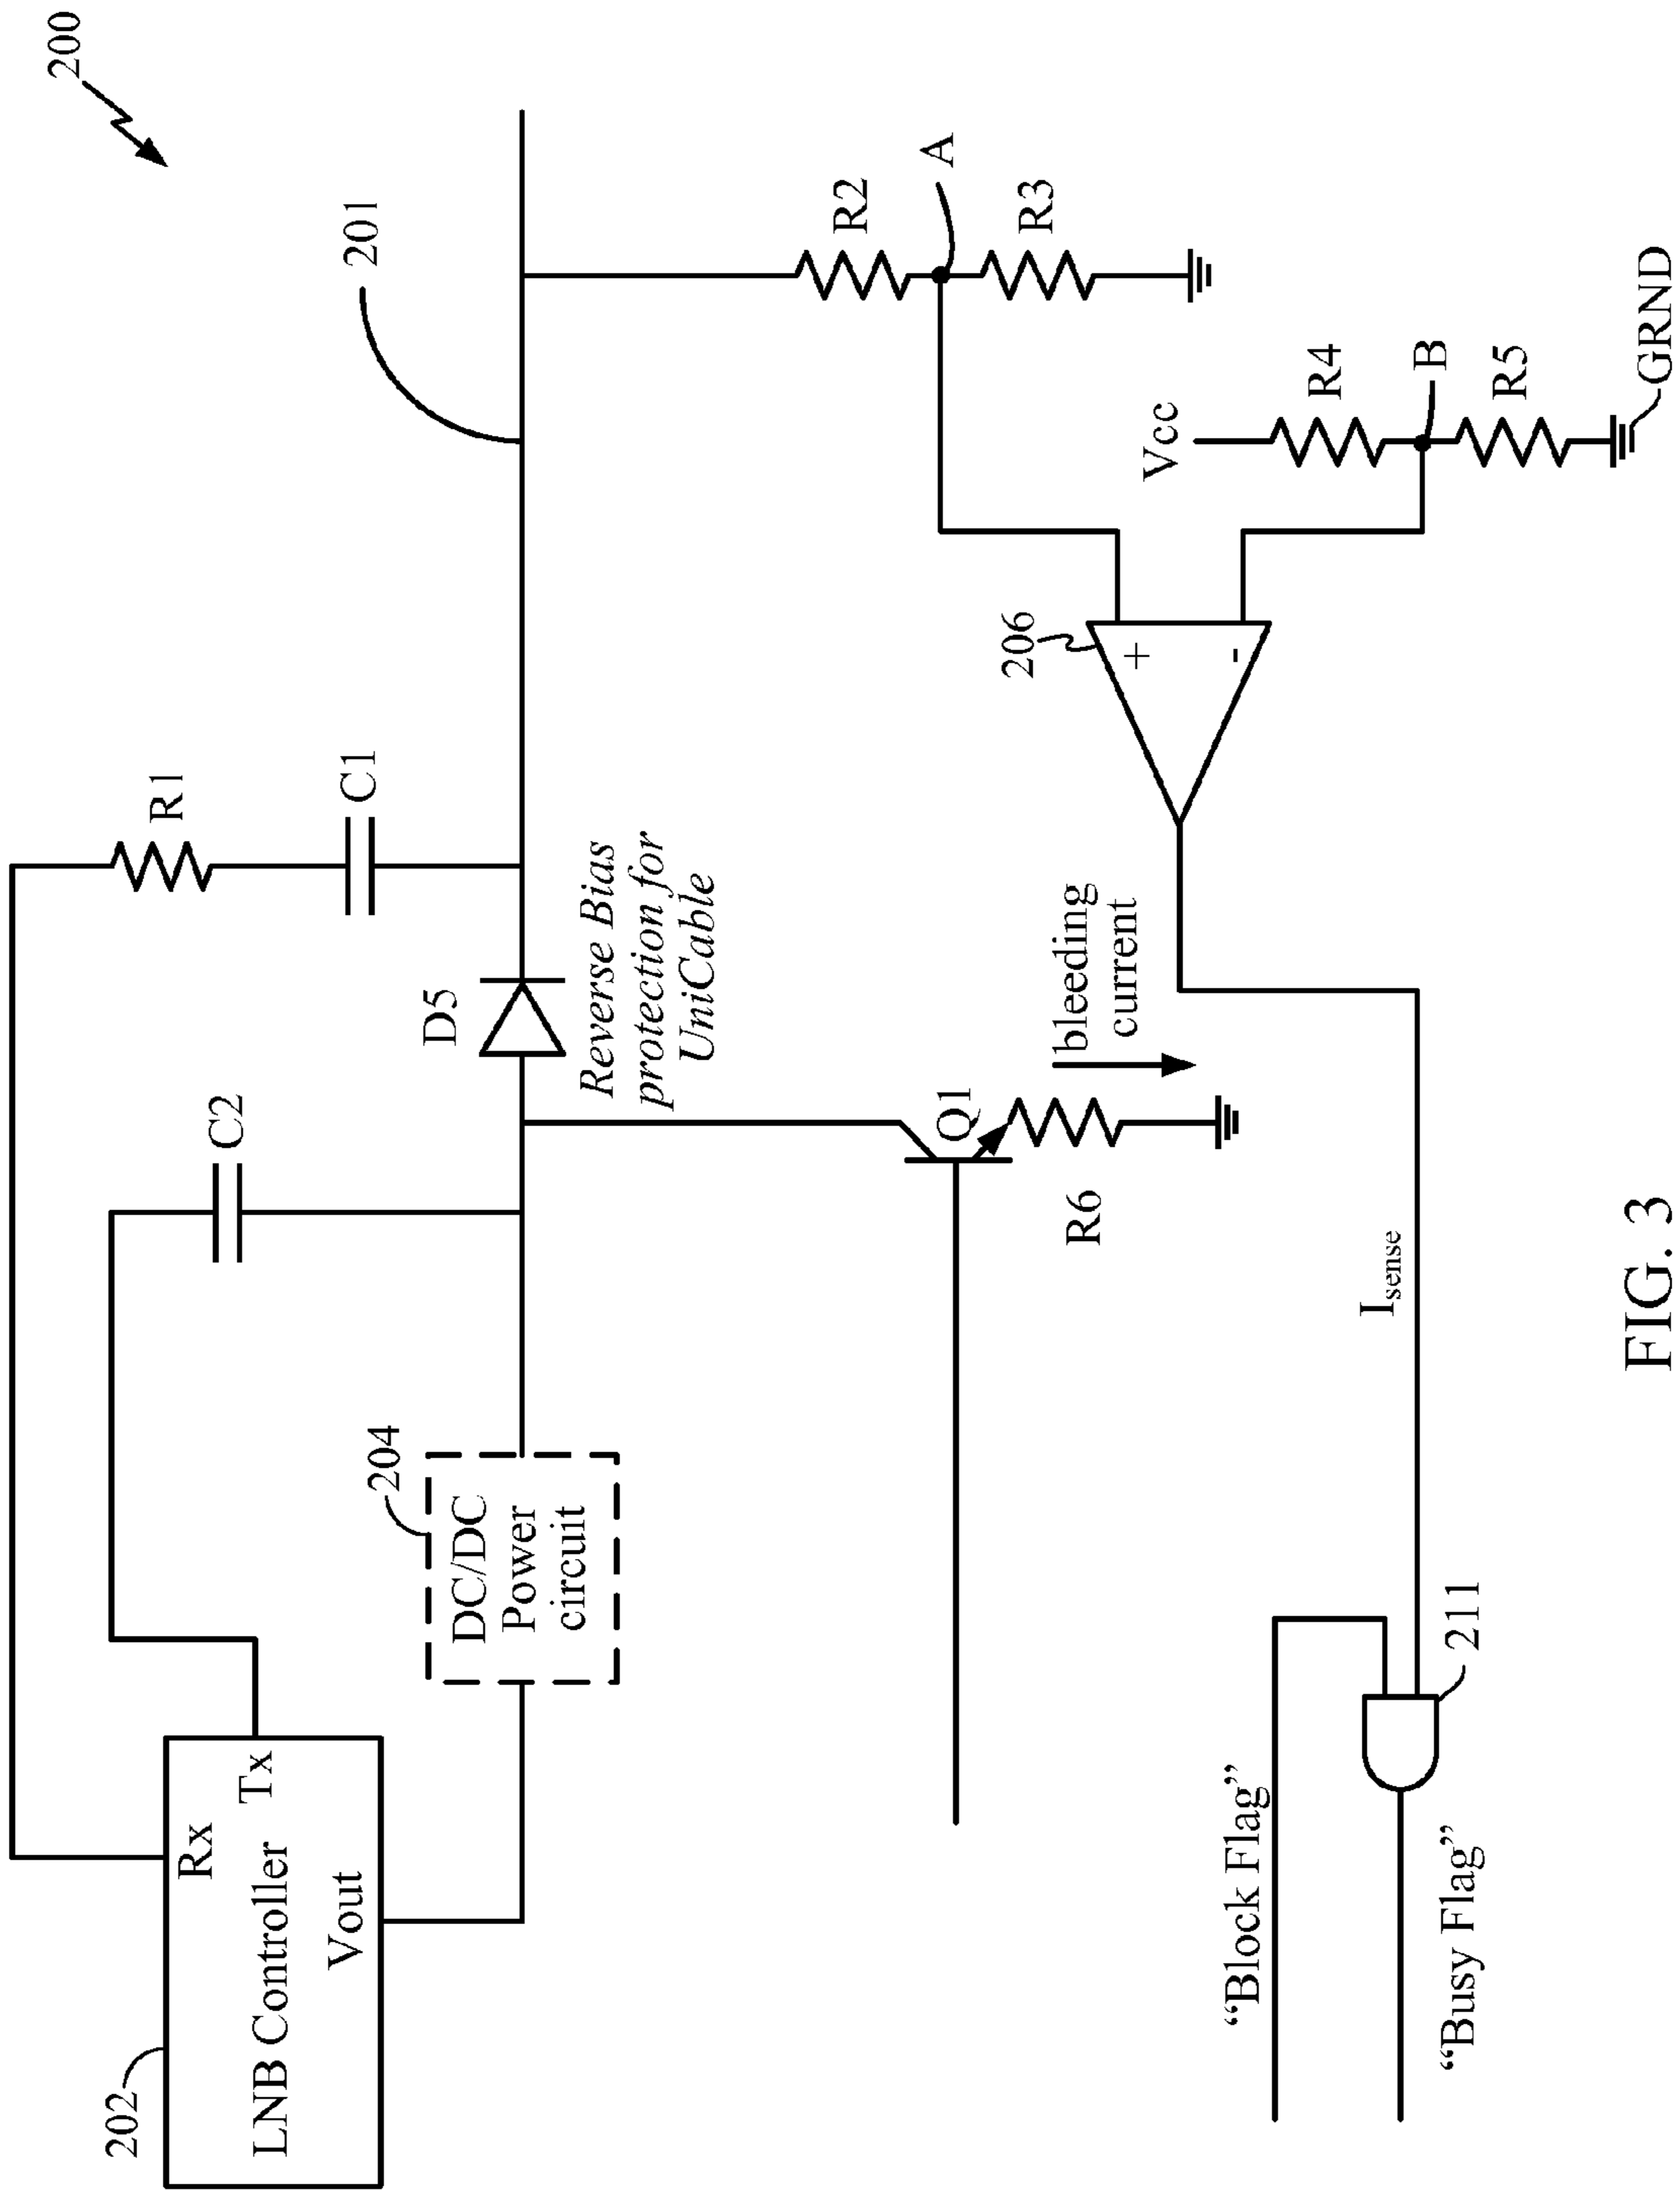 200
R1
C1
201
C2
D5
Reverse Bias
protection for
UniCable
202
Rx
Tx
LNB Controller
Vout
204
DC/DC
Power
circuit
R2
A
R3
Q1
R6
bleeding
current
206
+
-
Vcc
R4
B
R5
GRND
Isense
"Block Flag"
211
"Busy Flag"
FIG. 3